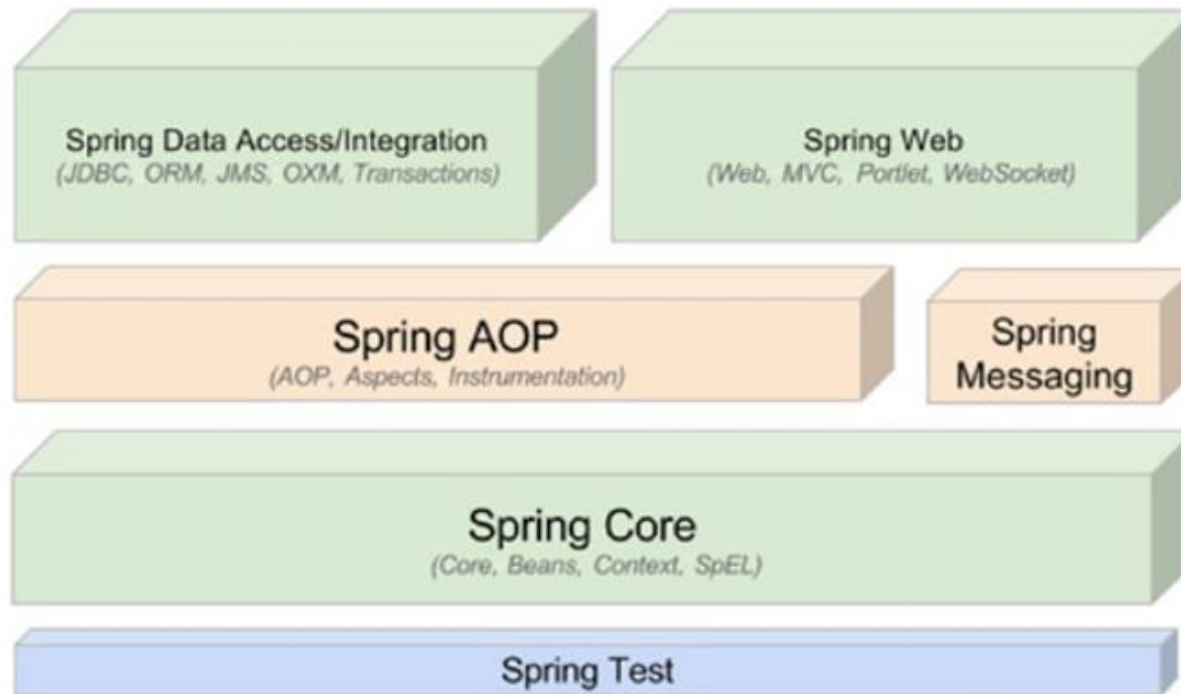 Spring Data Access/Integration
(JDBC, ORM, JMS, OXM, Transactions)
Spring Web
(Web, MVC, Portlet, WebSocket)
Spring AOP
(AOP, Aspects, Instrumentation)
Spring
Messaging
Spring Core
(Core, Beans, Context, SpEL)
Spring Test